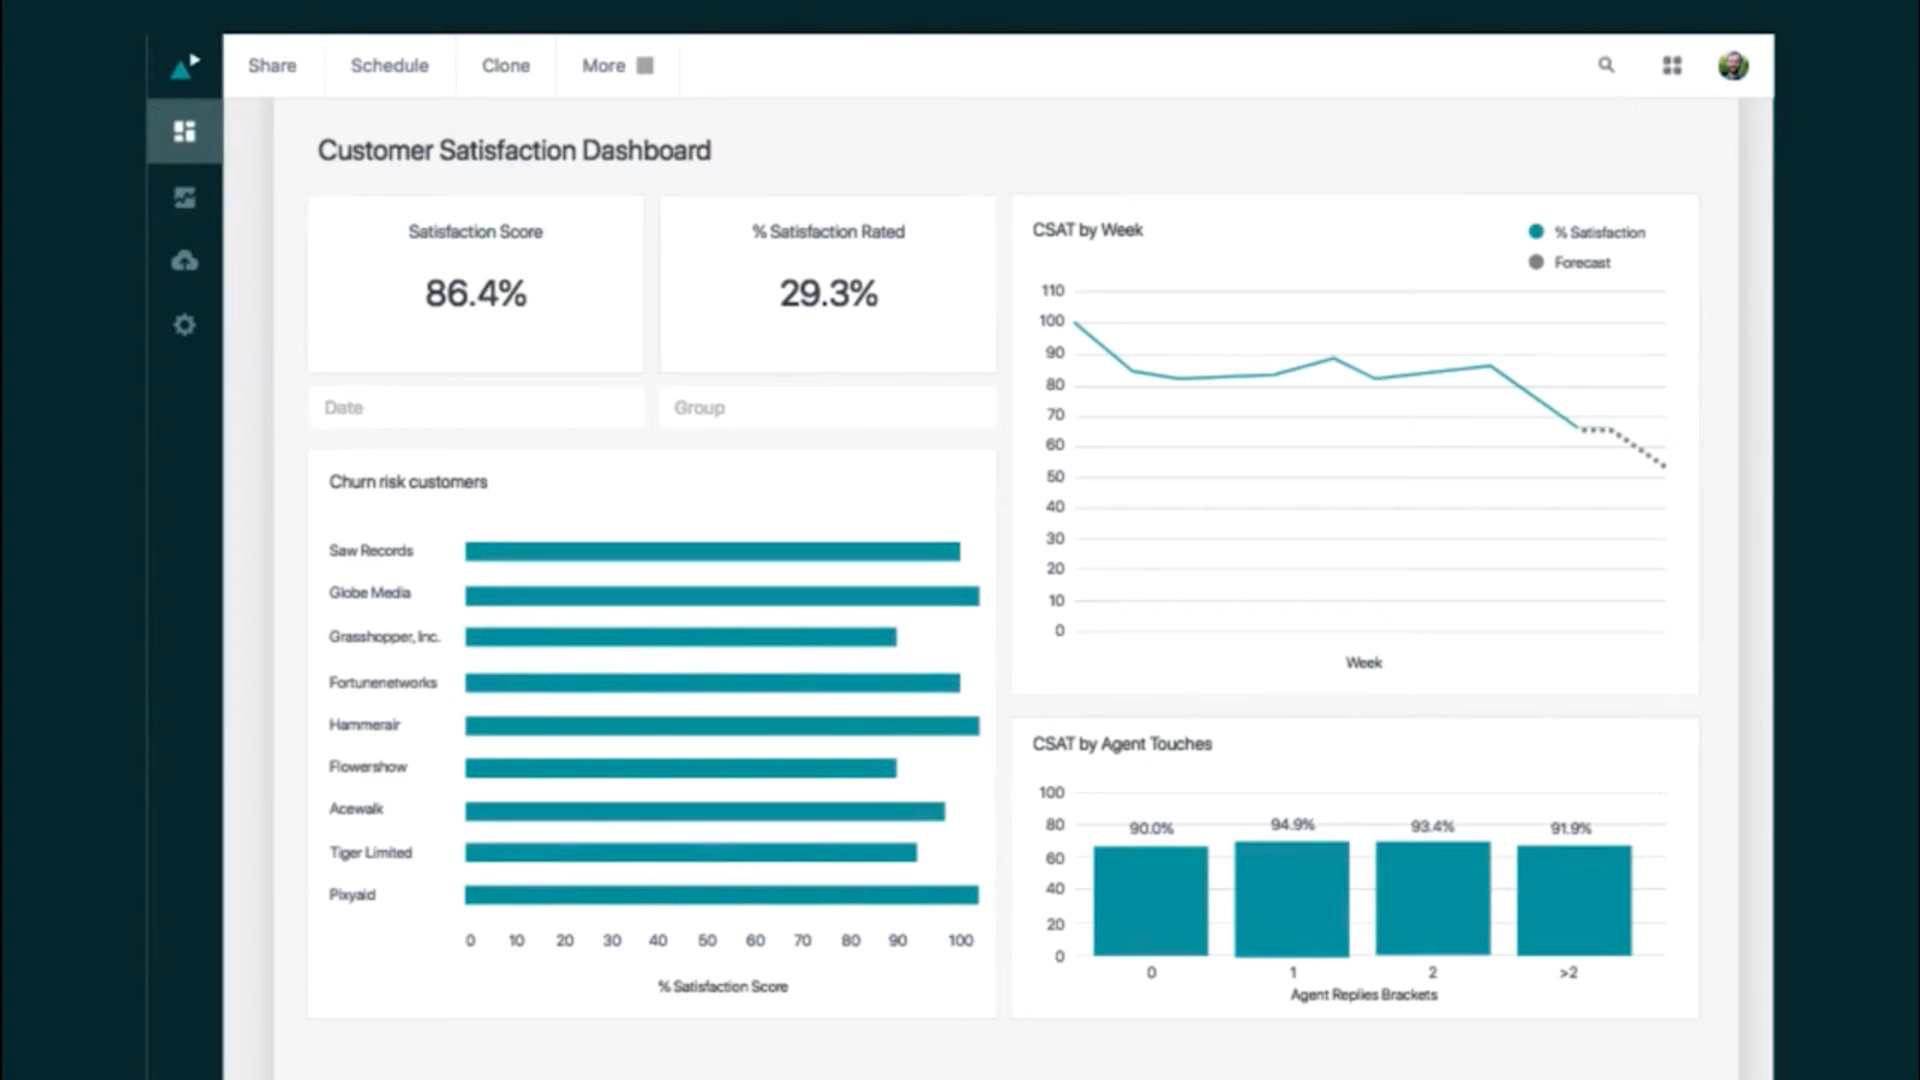 Share Schedule Clone More
Customer Satisfaction Dashboard
Satisfaction Score
86.4%
% Satisfaction Rated
29.3%
Date
Group
Churn risk customers
Saw Records
Globe Media
Grasshopper, Inc.
Fortunenetworks
Hammerair
Flowershow
Acewalk
Tiger Limited
Pixyaid
0 10 20 30 40 50 60 70 80 90 100
% Satisfaction Score
CSAT by Week
% Satisfaction
Forecast
110
100
90
80
70
60
50
40
30
20
10
0
Week
CSAT by Agent Touches
100
80
60
40
20
0
90.0% 94.9% 93.4% 91.9%
0 1 2 >2
Agent Replies Brackets